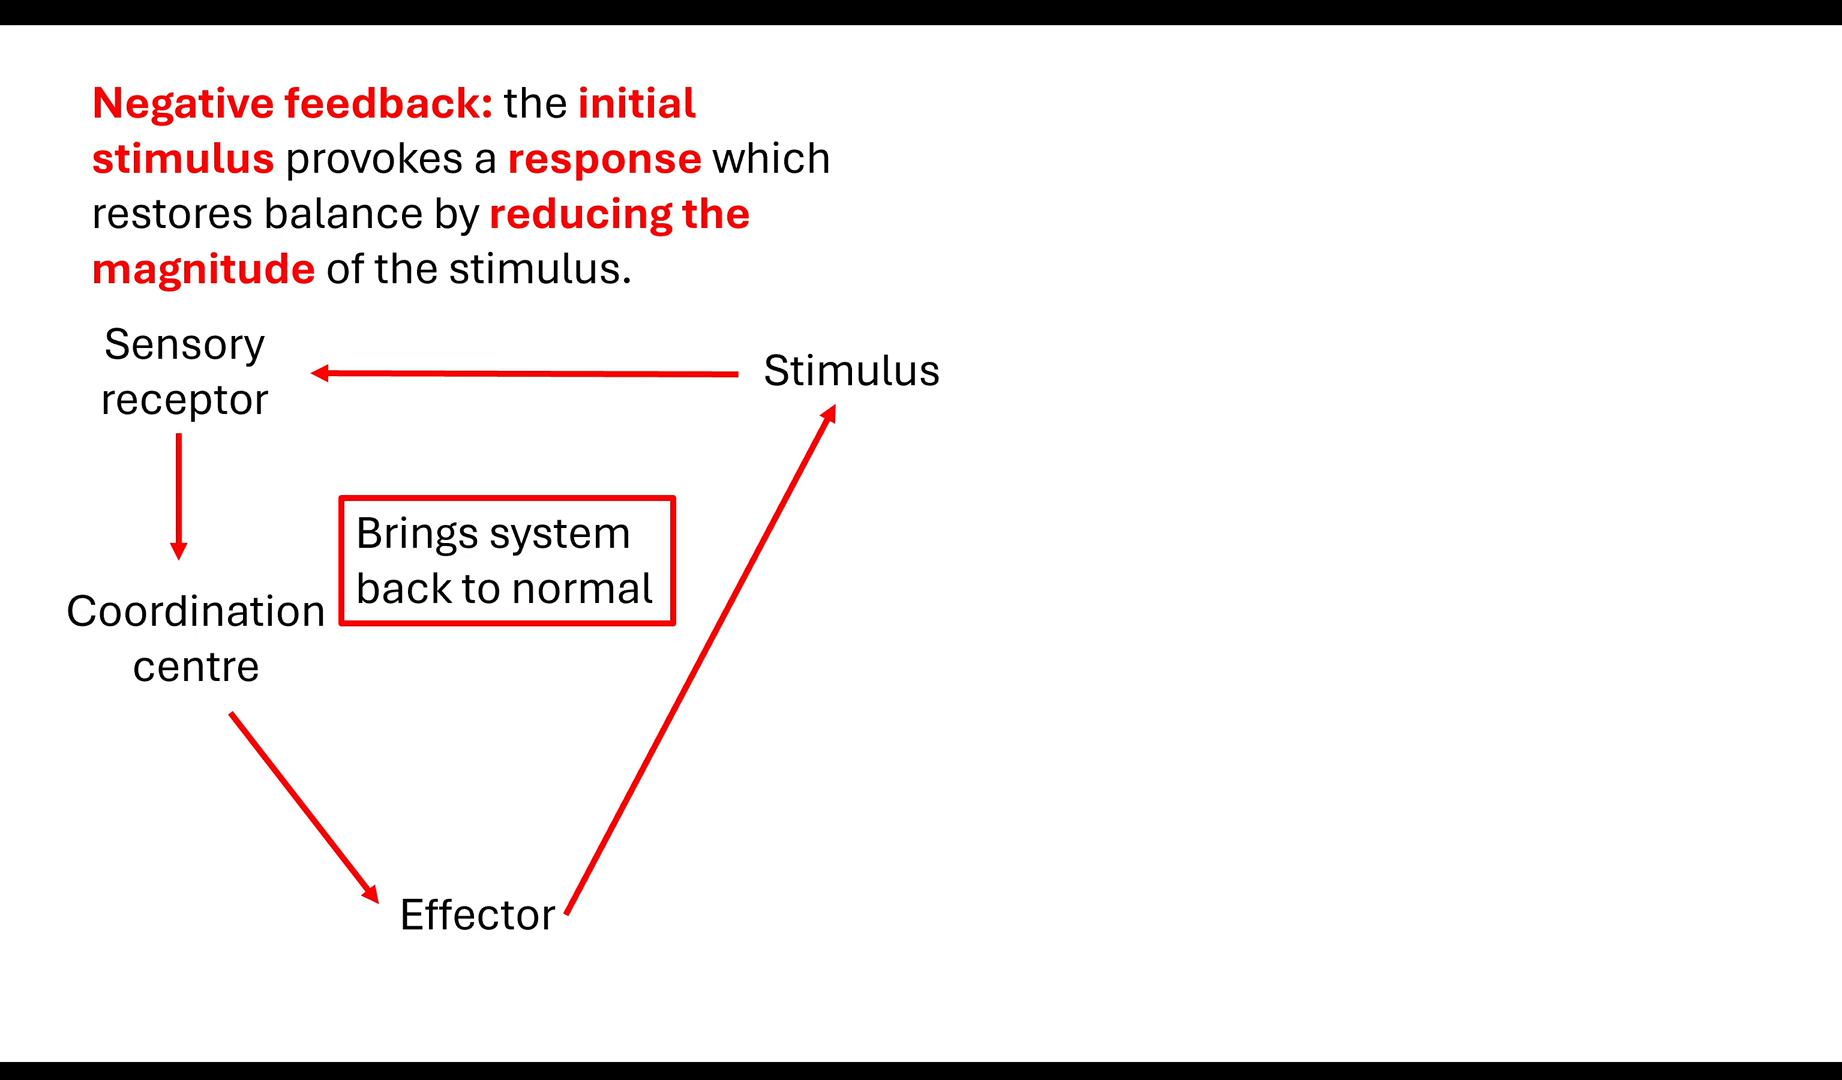 Negative feedback: the initial
stimulus provokes a response which
restores balance by reducing the
magnitude of the stimulus.
Sensory
receptor
Stimulus
Brings system
back to normal
Coordination
centre
Effector